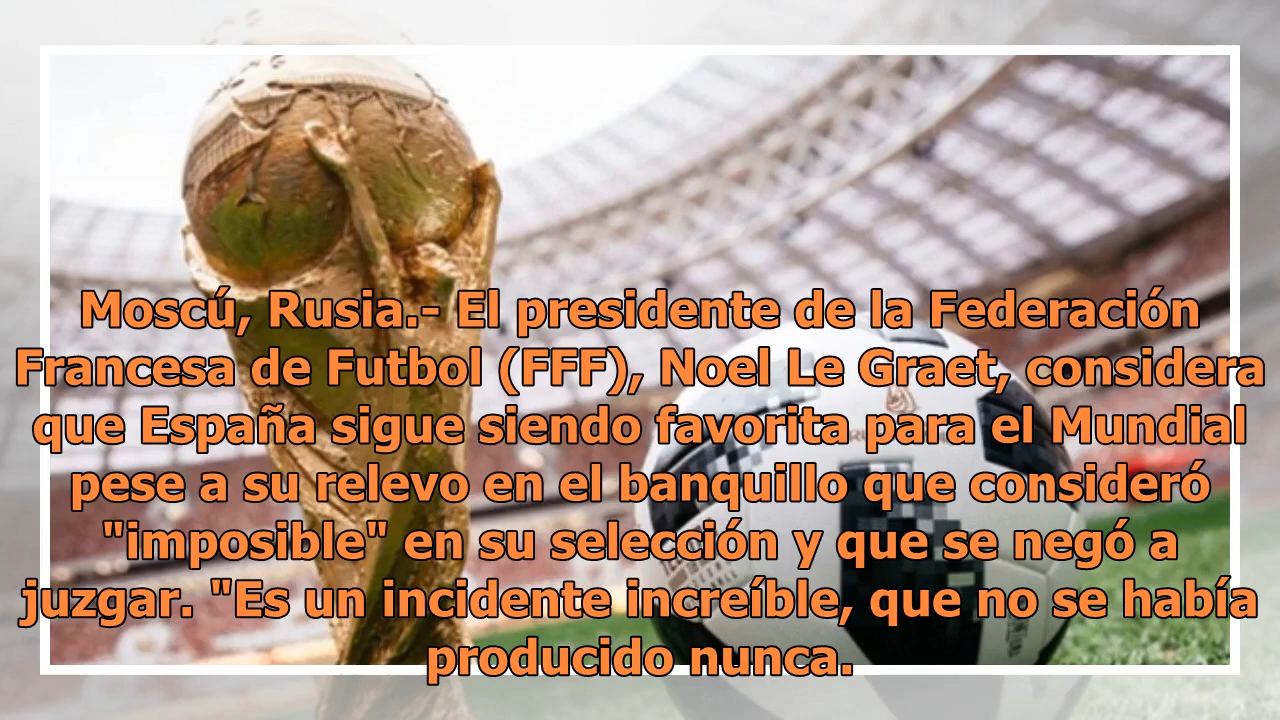 Moscú, Rusia.- El presidente de la Federación
Francesa de Futbol (FFF), Noel Le Graet, considera
que España sigue siendo favorita para el Mundial
pese a su relevo en el banquillo que consideró
"imposible" en su selección y que se negó a
juzgar. "Es un incidente increíble, que no se había
producido nunca.